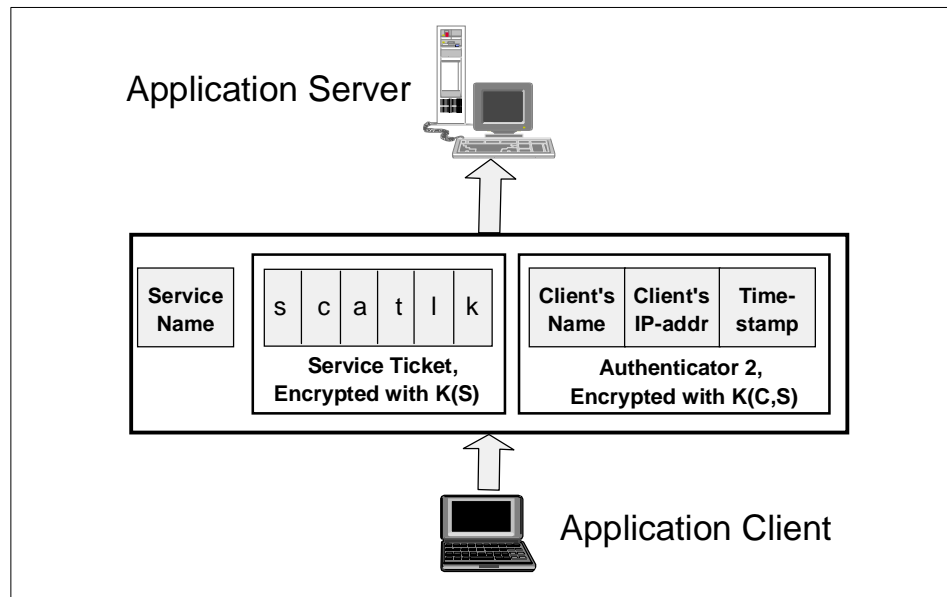 Application Server
Service
Name
s c a t l k
Service Ticket,
Encrypted with K(S)
Client's
Name
Client's
IP-addr
Time-
stamp
Authenticator 2,
Encrypted with K(C,S)
Application Client